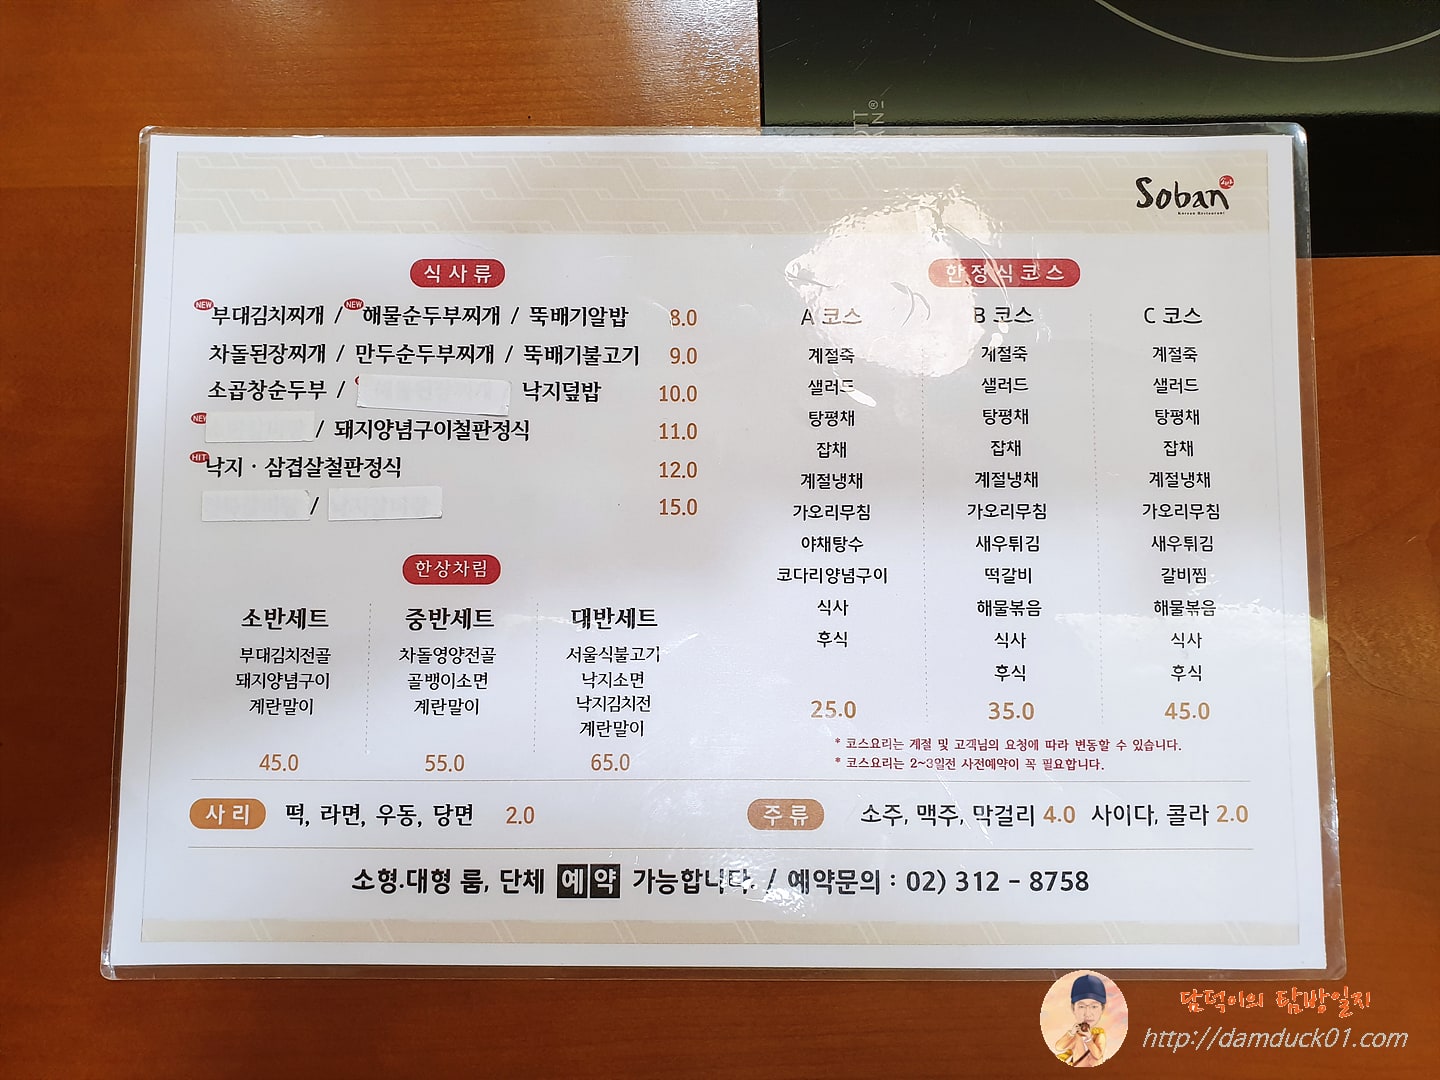 Soban
Korean Restaurant
식사류
NEW 부대김치찌개 / NEW 해물순두부찌개 / 뚝배기알밥 8.0
차돌된장찌개 / 만두순두부찌개 / 뚝배기불고기 9.0
소곱창순두부 / 낙지덮밥 10.0
NEW / 돼지양념구이철판정식 11.0
HIT 낙지 · 삼겹살철판정식 12.0
/ 15.0
한상차림
소반세트
부대김치전골
돼지양념구이
계란말이
45.0
중반세트
차돌영양전골
골뱅이소면
계란말이
55.0
대반세트
서울식불고기
낙지소면
낙지김치전
계란말이
65.0
한정식코스
A 코스
계절죽
샐러드
탕평채
잡채
계절냉채
가오리무침
야채탕수
코다리양념구이
식사
후식
25.0
B 코스
계절죽
샐러드
탕평채
잡채
계절냉채
가오리무침
새우튀김
떡갈비
해물볶음
식사
후식
35.0
C 코스
계절죽
샐러드
탕평채
잡채
계절냉채
가오리무침
새우튀김
갈비찜
해물볶음
식사
후식
45.0
* 코스요리는 계절 및 고객님의 요청에 따라 변동할 수 있습니다.
* 코스요리는 2~3일전 사전예약이 꼭 필요합니다.
사리 떡, 라면, 우동, 당면 2.0
주류 소주, 맥주, 막걸리 4.0 사이다, 콜라 2.0
소형.대형 룸, 단체 예약 가능합니다. / 예약문의 : 02) 312 - 8758
담덕이의 탐방일지
http://damduck01.com